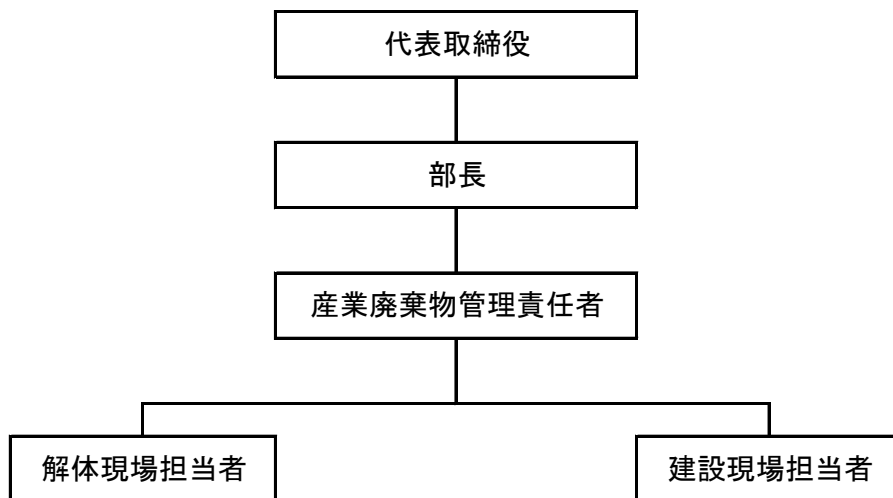 代表取締役
部長
産業廃棄物管理責任者
解体現場担当者
建設現場担当者